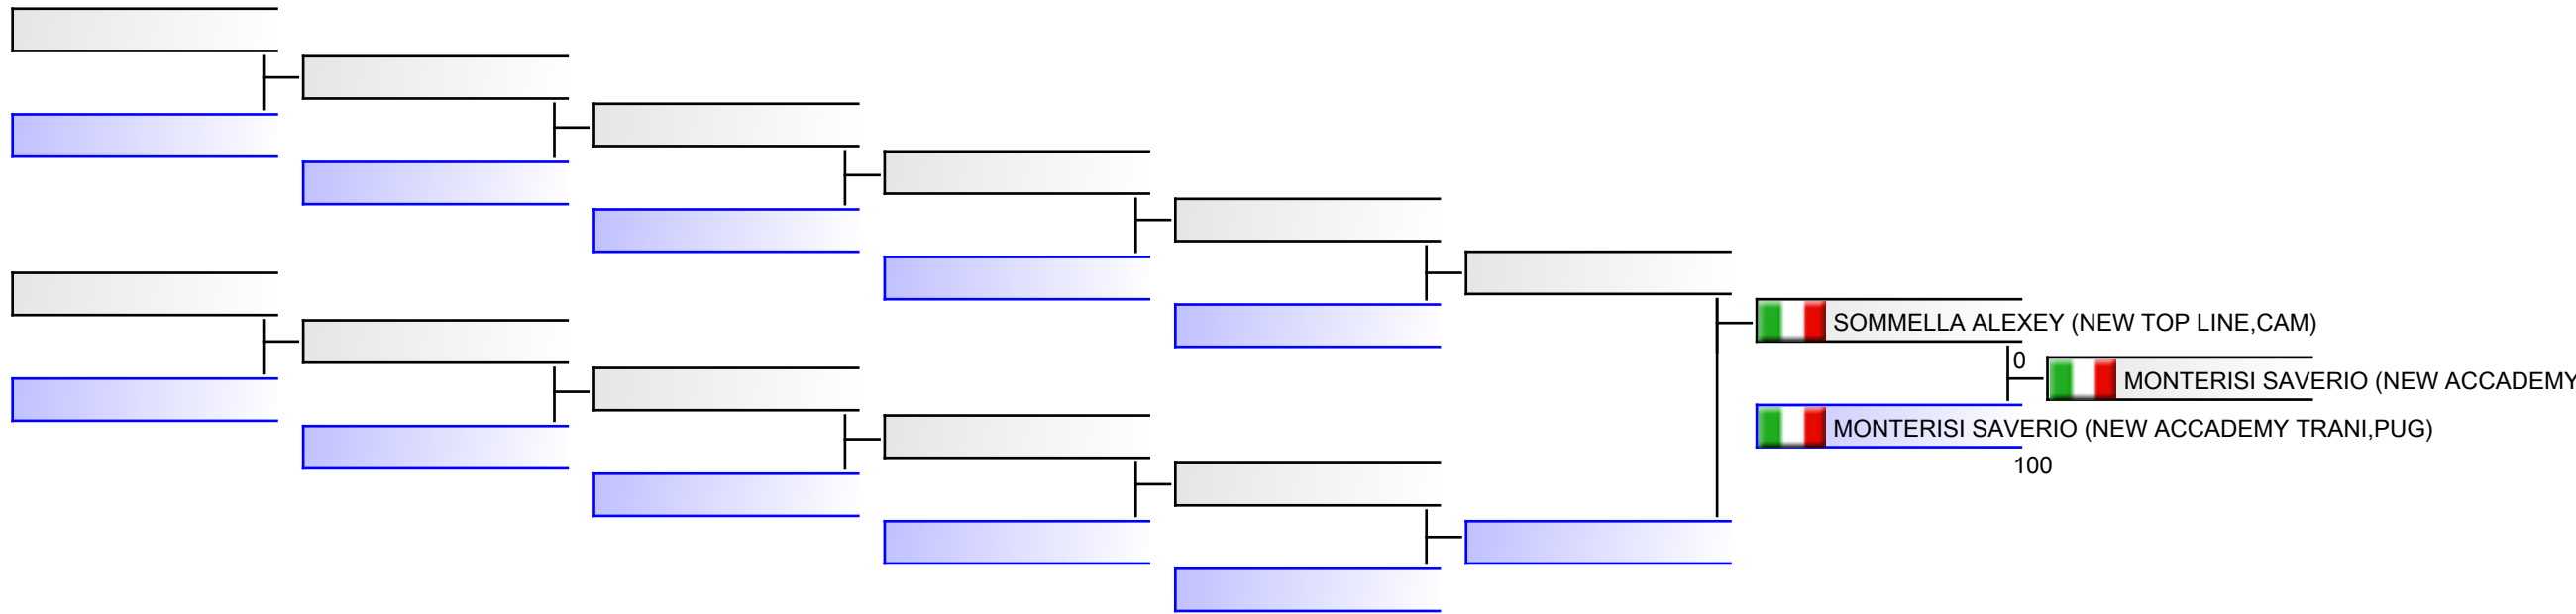 SOMMELLA ALEXEY (NEW TOP LINE,CAM)
0
MONTERISI SAVERIO (NEW ACCADEMY
MONTERISI SAVERIO (NEW ACCADEMY TRANI,PUG)
100